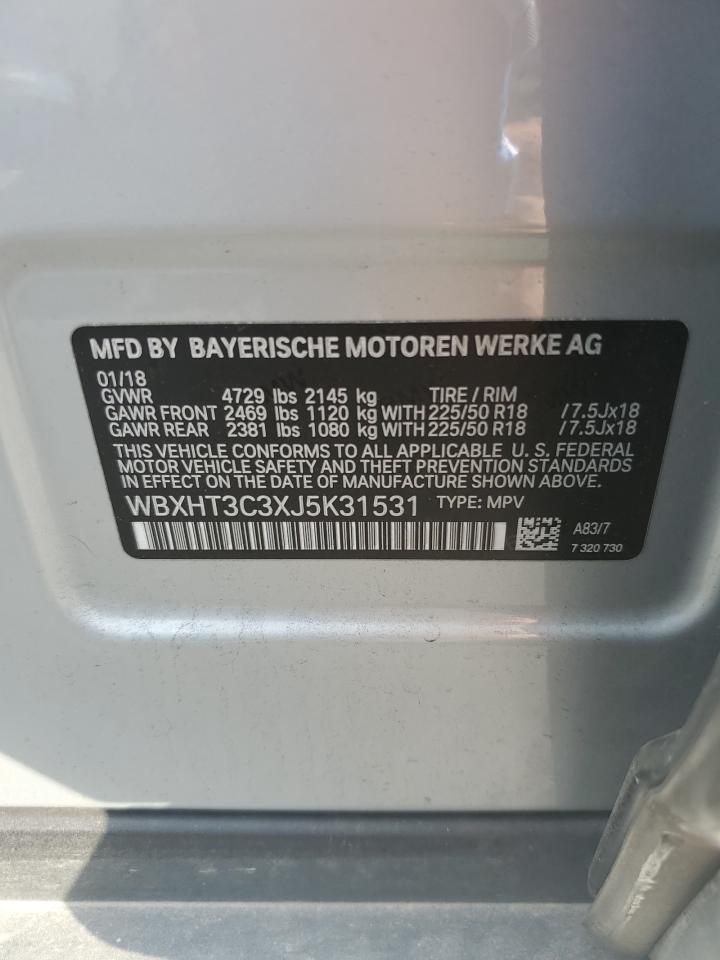 MFD BY BAYERISCHE MOTOREN WERKE AG
01/18
GVWR 4729 lbs 2145 kg TIRE / RIM
GAWR FRONT 2469 lbs 1120 kg WITH 225/50 R18 /7.5Jx18
GAWR REAR 2381 lbs 1080 kg WITH 225/50 R18 /7.5Jx18
THIS VEHICLE CONFORMS TO ALL APPLICABLE U. S. FEDERAL
MOTOR VEHICLE SAFETY AND THEFT PREVENTION STANDARDS
IN EFFECT ON THE DATE OF MANUFACTURE SHOWN ABOVE.
WBXHT3C3XJ5K31531 TYPE: MPV
A83/7
7 320 730